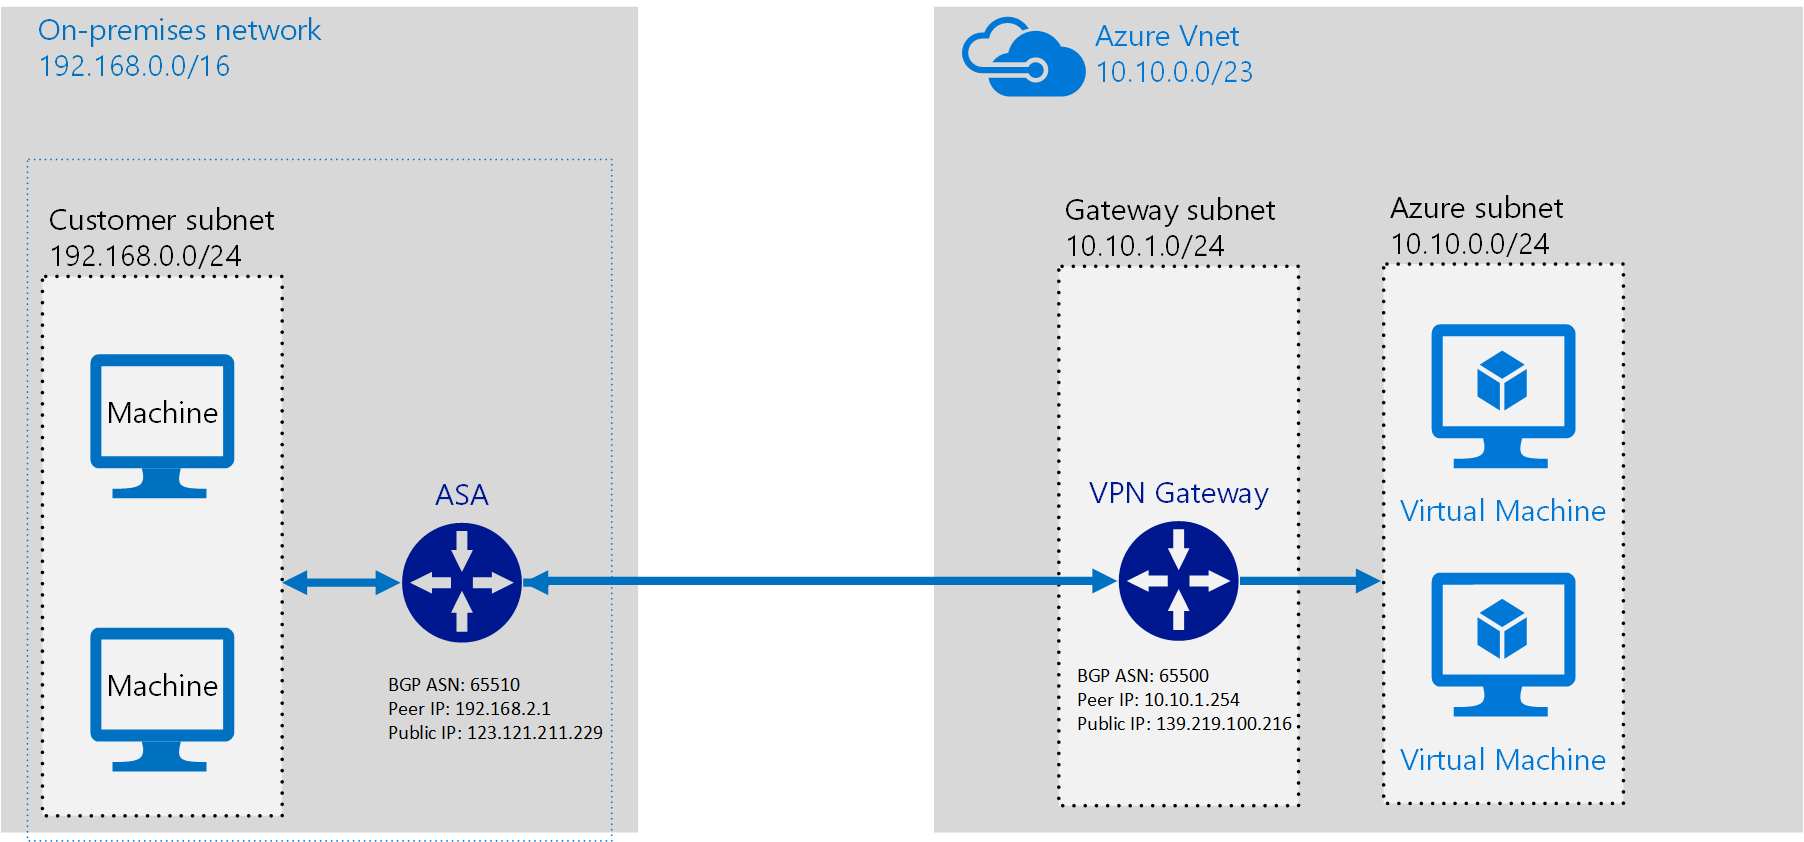 On-premises network
192.168.0.0/16
Customer subnet
192.168.0.0/24
Machine
Machine
ASA
BGP ASN: 65510
Peer IP: 192.168.2.1
Public IP: 123.121.211.229
Azure Vnet
10.10.0.0/23
Gateway subnet
10.10.1.0/24
VPN Gateway
BGP ASN: 65500
Peer IP: 10.10.1.254
Public IP: 139.219.100.216
Azure subnet
10.10.0.0/24
Virtual Machine
Virtual Machine